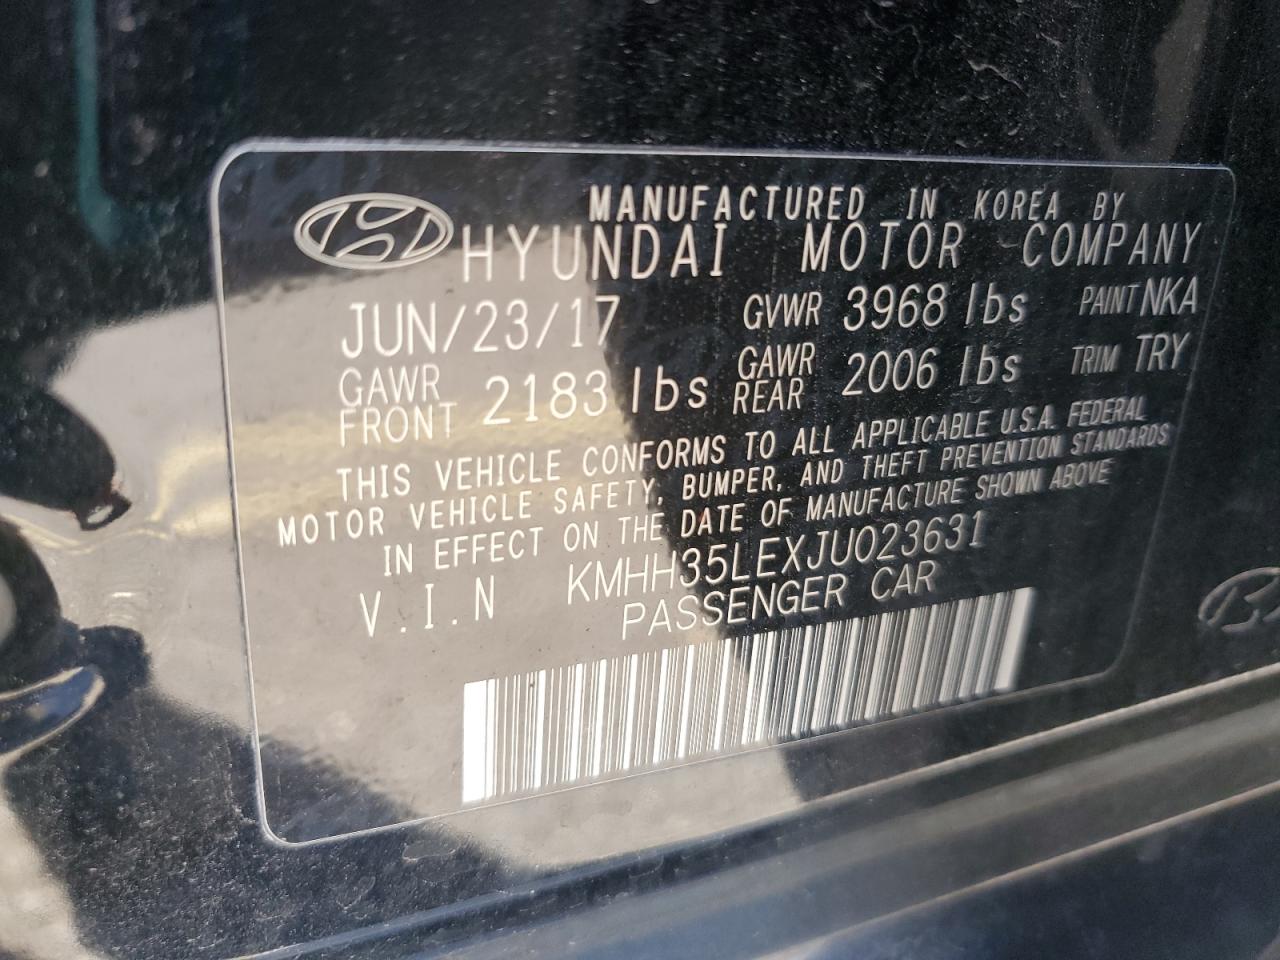 MANUFACTURED IN KOREA BY
HYUNDAI MOTOR COMPANY
JUN/23/17 GVWR 3968 lbs PAINT NKA
GAWR FRONT 2183 lbs GAWR REAR 2006 lbs TRIM TRY
THIS VEHICLE CONFORMS TO ALL APPLICABLE U.S.A. FEDERAL
MOTOR VEHICLE SAFETY, BUMPER, AND THEFT PREVENTION STANDARDS
IN EFFECT ON THE DATE OF MANUFACTURE SHOWN ABOVE
V.I.N KMHH35LEXJU023631
PASSENGER CAR